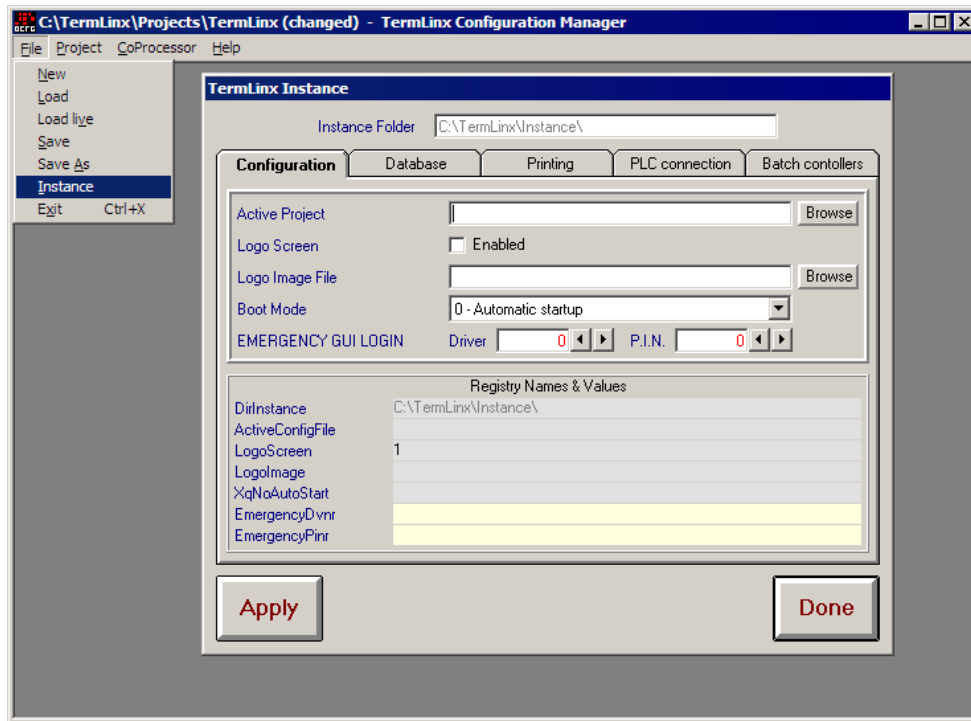 ocrg C:\TermLinx\Projects\TermLinx (changed) - TermLinx Configuration Manager
File Project CoProcessor Help
New
Load
Load live
Save
Save As
Instance
Exit Ctrl+X
TermLinx Instance
Instance Folder C:\TermLinx\Instance\
Configuration Database Printing PLC connection Batch contollers
Active Project Browse
Logo Screen Enabled
Logo Image File Browse
Boot Mode 0 - Automatic startup
EMERGENCY GUI LOGIN Driver 0 P.I.N. 0
Registry Names & Values
DirInstance C:\TermLinx\Instance\
ActiveConfigFile
LogoScreen 1
LogoImage
XqNoAutoStart
EmergencyDvnr
EmergencyPinr
Apply Done